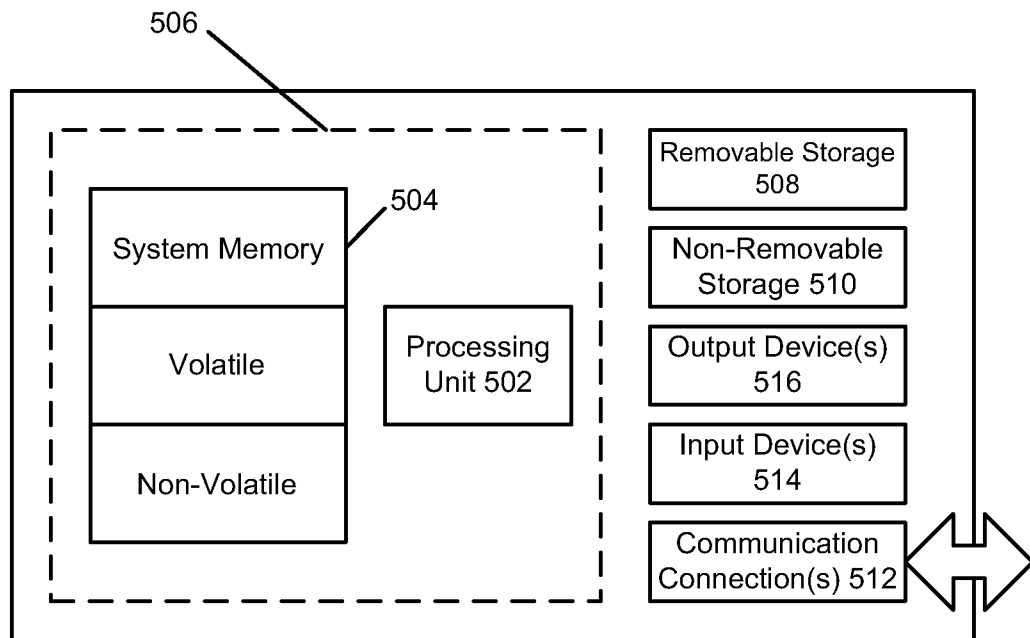 506
504
System Memory
Volatile
Non-Volatile
Processing
Unit 502
Removable Storage
508
Non-Removable
Storage 510
Output Device(s)
516
Input Device(s)
514
Communication
Connection(s) 512